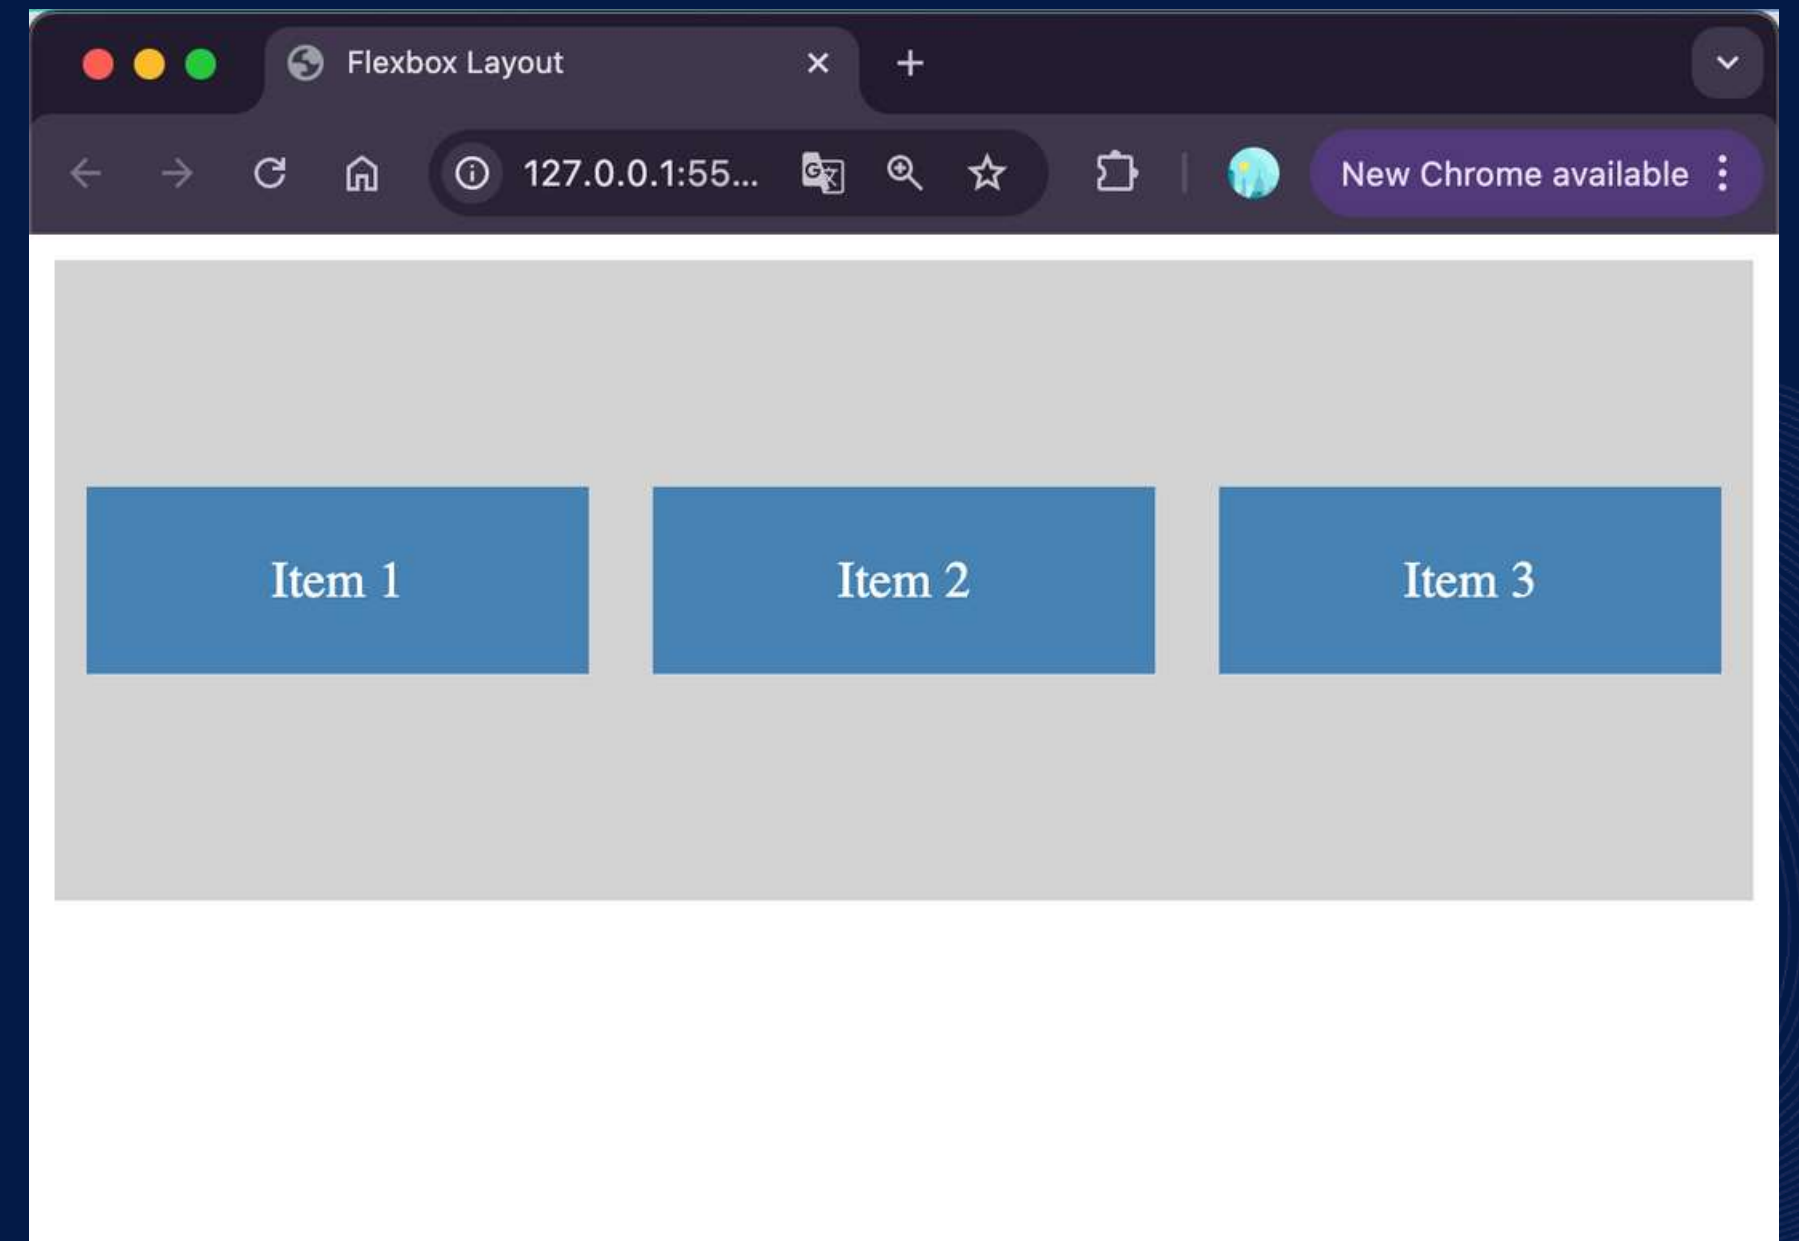 Flexbox Layout
127.0.0.1:55...
New Chrome available
Item 1
Item 2
Item 3